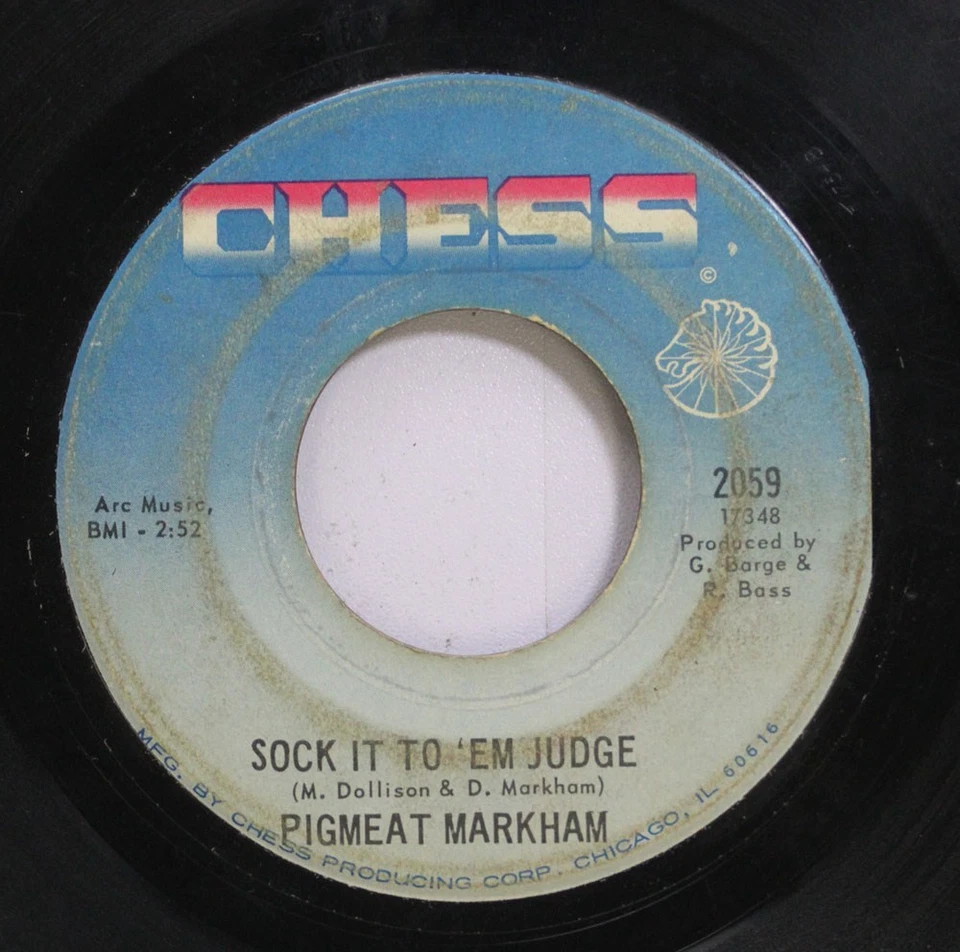 CHESS
©
Arc Music,
BMI - 2:52
2059
17348
Produced by
G. Barge &
R. Bass
SOCK IT TO 'EM JUDGE
(M. Dollison & D. Markham)
PIGMEAT MARKHAM
MFG. BY CHESS PRODUCING CORP. CHICAGO, IL 60616